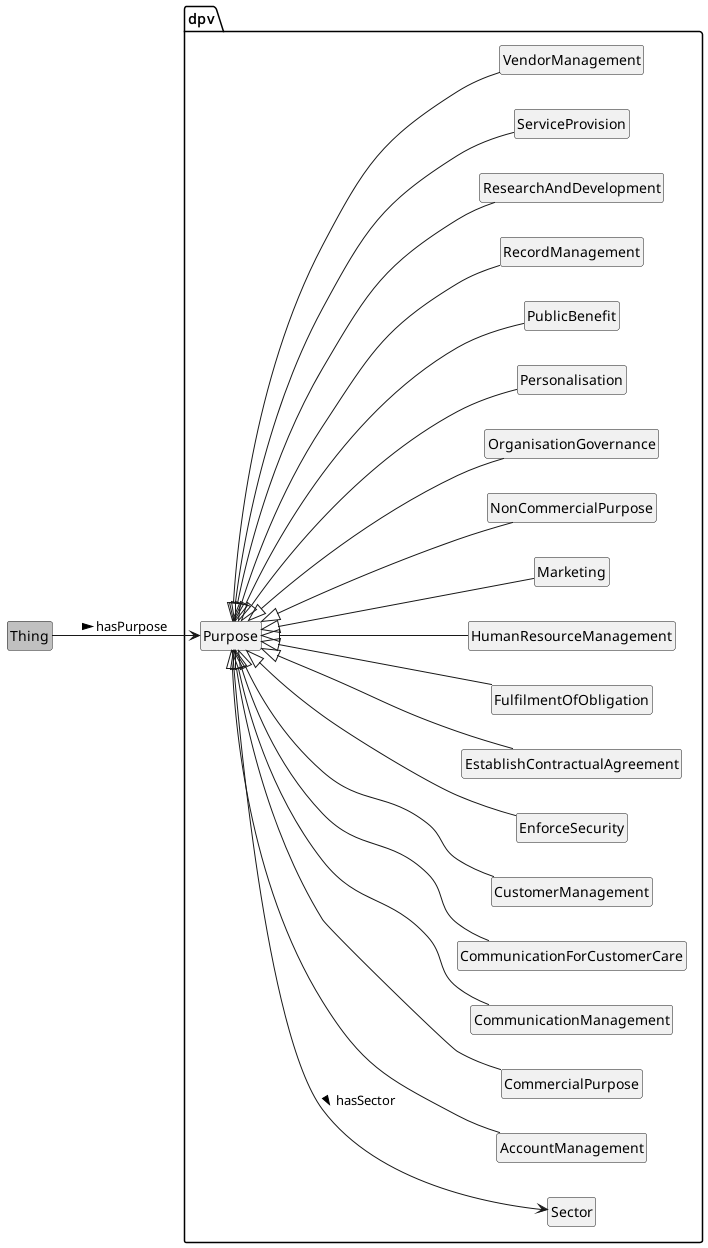 dpv
VendorManagement
ServiceProvision
ResearchAndDevelopment
RecordManagement
PublicBenefit
Personalisation
OrganisationGovernance
NonCommercialPurpose
Marketing
Thing
hasPurpose
Purpose
HumanResourceManagement
FulfilmentOfObligation
EstablishContractualAgreement
EnforceSecurity
CustomerManagement
CommunicationForCustomerCare
CommunicationManagement
CommercialPurpose
hasSector
AccountManagement
Sector